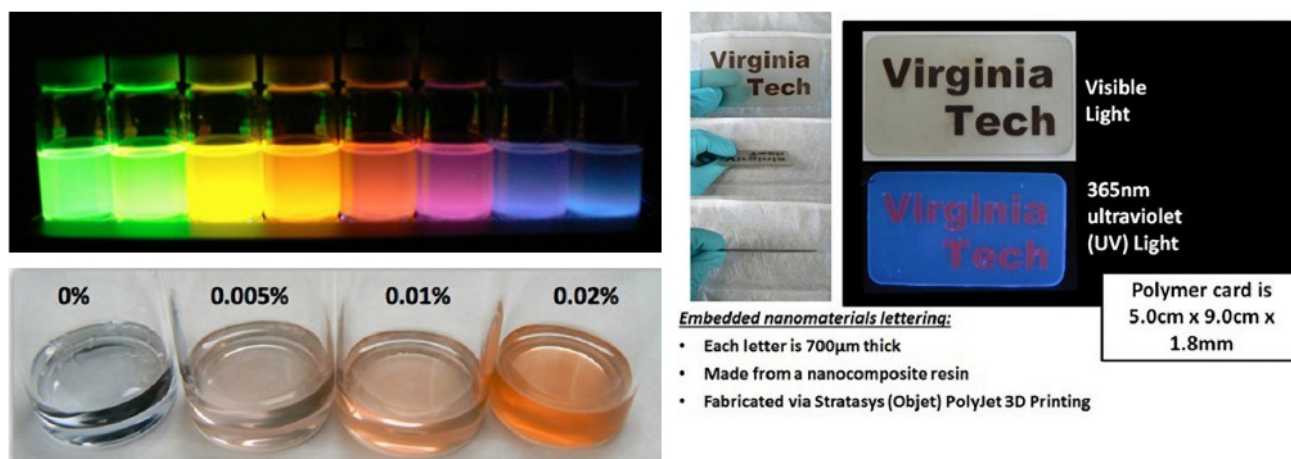 0%
0.005%
0.01%
0.02%
Virginia
Tech
Virginia
Tech
Virginia
Tech
Visible
Light
Virginia
Tech
365nm
ultraviolet
(UV) Light
Polymer card is
5.0cm x 9.0cm x
1.8mm
Embedded nanomaterials lettering:
• Each letter is 700µm thick
• Made from a nanocomposite resin
• Fabricated via Stratasys (Objet) PolyJet 3D Printing